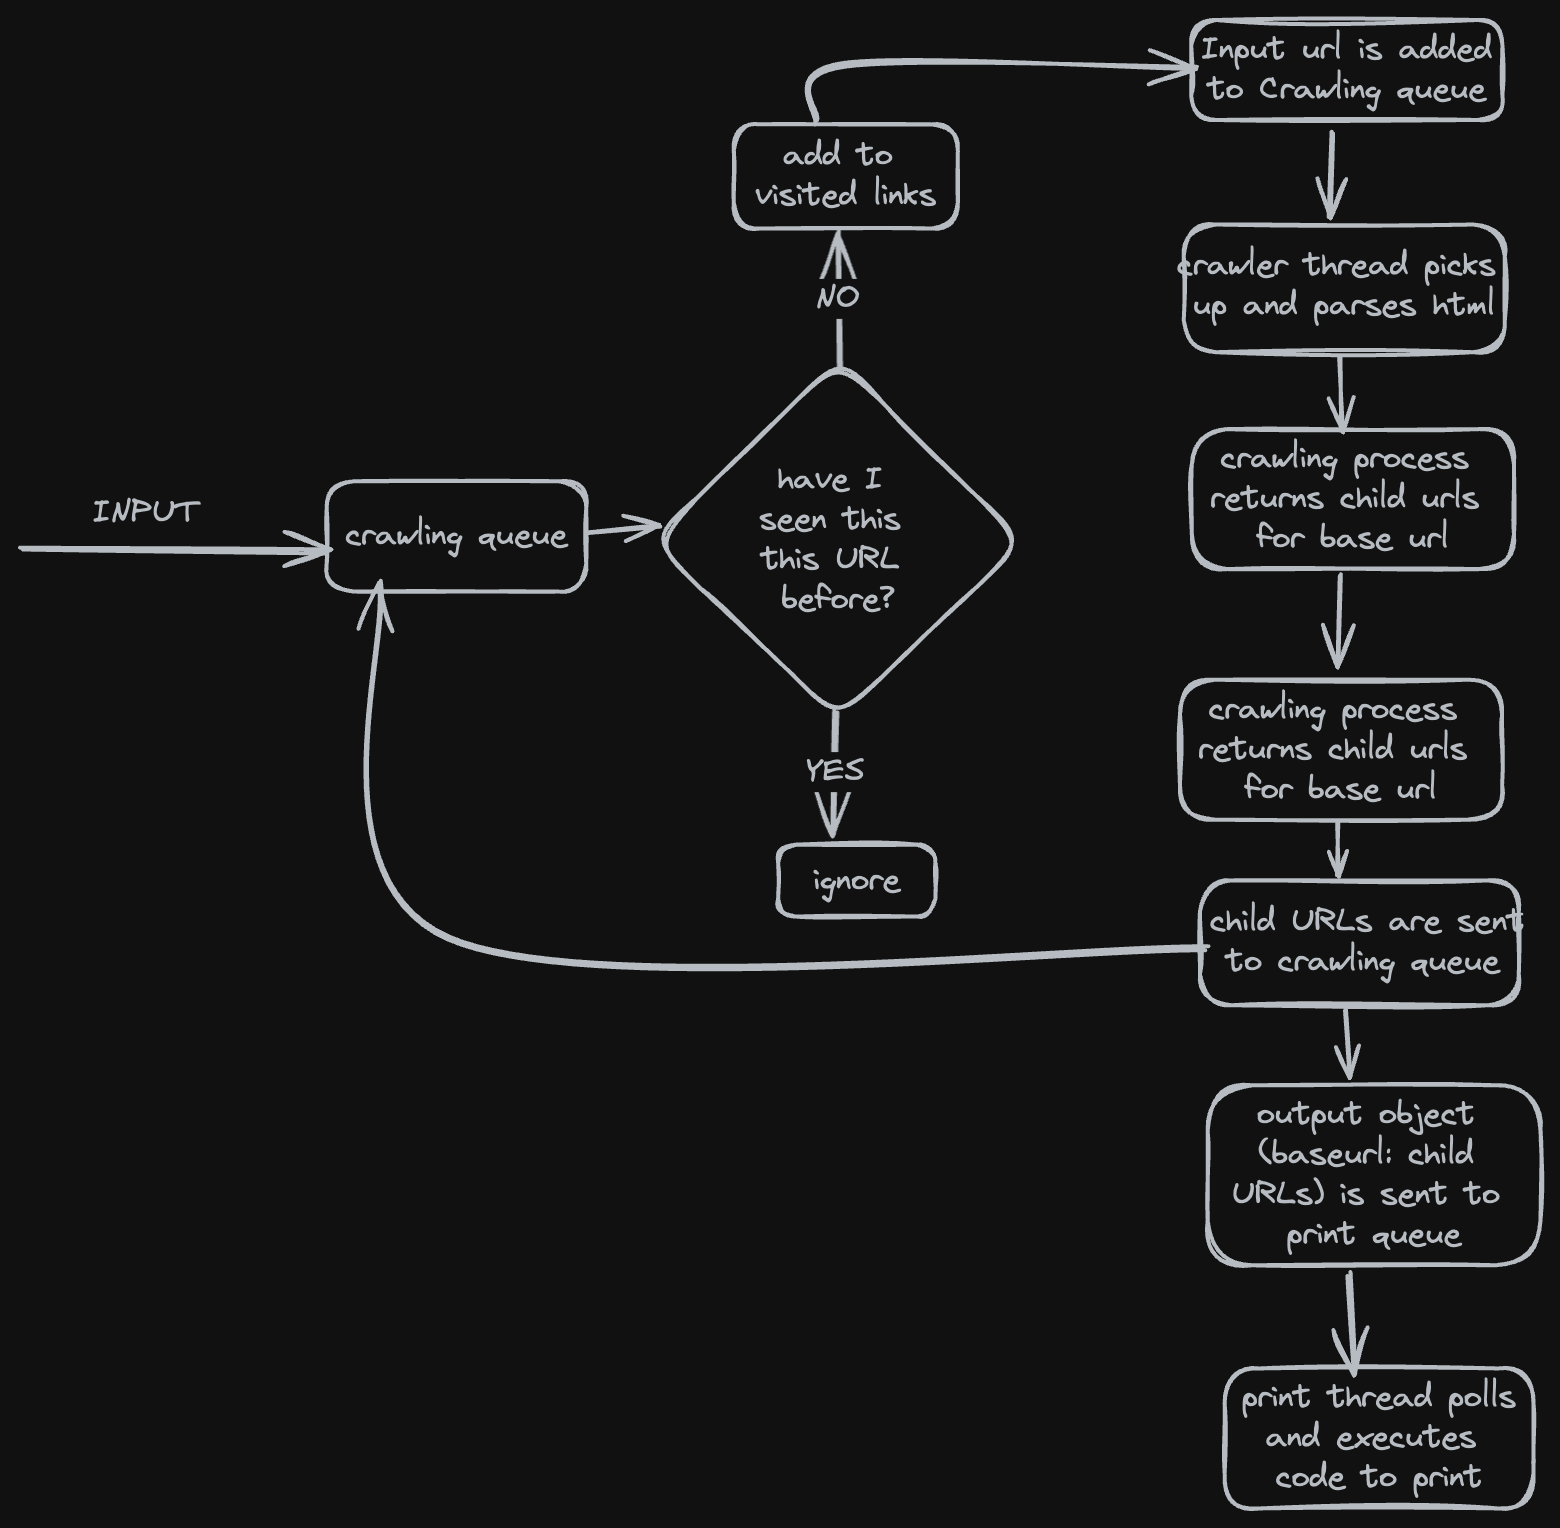 Input url is added
to Crawling queue
add to
visited links
NO
crawler thread picks
up and parses html
crawling process
returns child urls
for base url
INPUT
crawling queue
have I
seen this
this URL
before?
YES
ignore
crawling process
returns child urls
for base url
child URLs are sent
to crawling queue
output object
(baseurl: child
URLs) is sent to
print queue
print thread polls
and executes
code to print